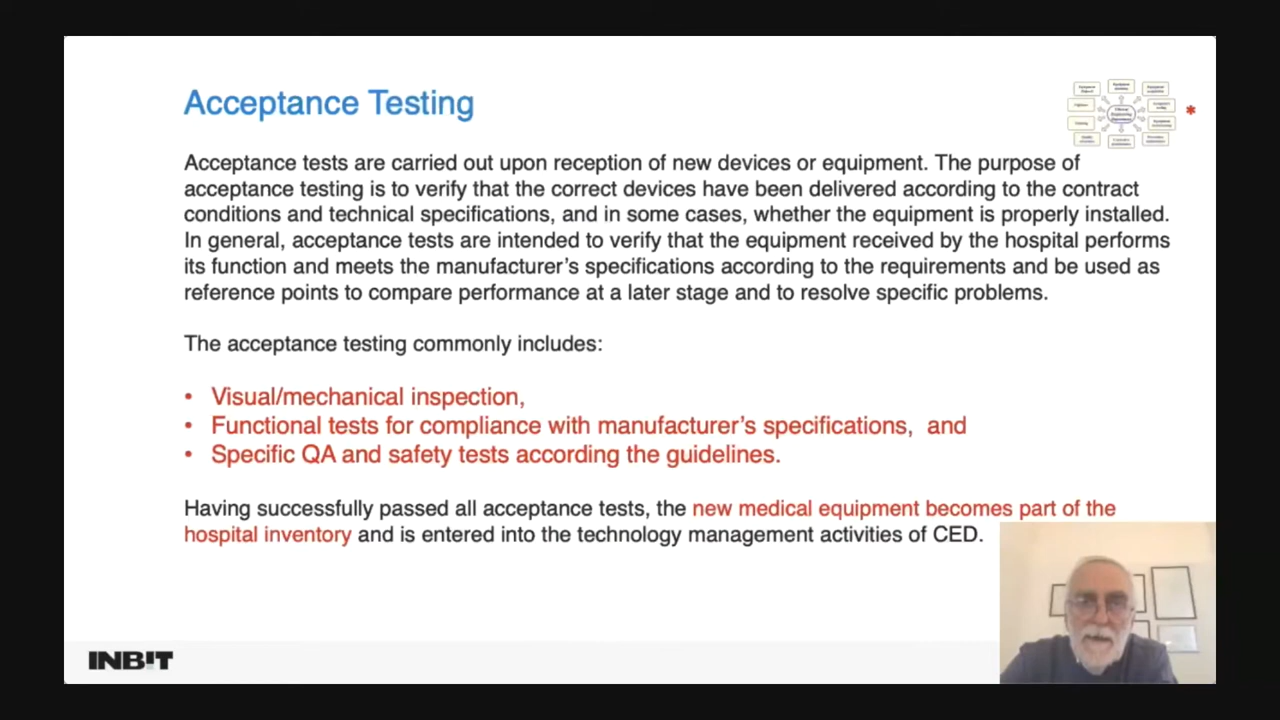 Acceptance Testing
Acceptance tests are carried out upon reception of new devices or equipment. The purpose of
acceptance testing is to verify that the correct devices have been delivered according to the contract
conditions and technical specifications, and in some cases, whether the equipment is properly installed.
In general, acceptance tests are intended to verify that the equipment received by the hospital performs
its function and meets the manufacturer’s specifications according to the requirements and be used as
reference points to compare performance at a later stage and to resolve specific problems.
The acceptance testing commonly includes:
• Visual/mechanical inspection,
• Functional tests for compliance with manufacturer’s specifications, and
• Specific QA and safety tests according the guidelines.
Having successfully passed all acceptance tests, the new medical equipment becomes part of the
hospital inventory and is entered into the technology management activities of CED.
INBIT